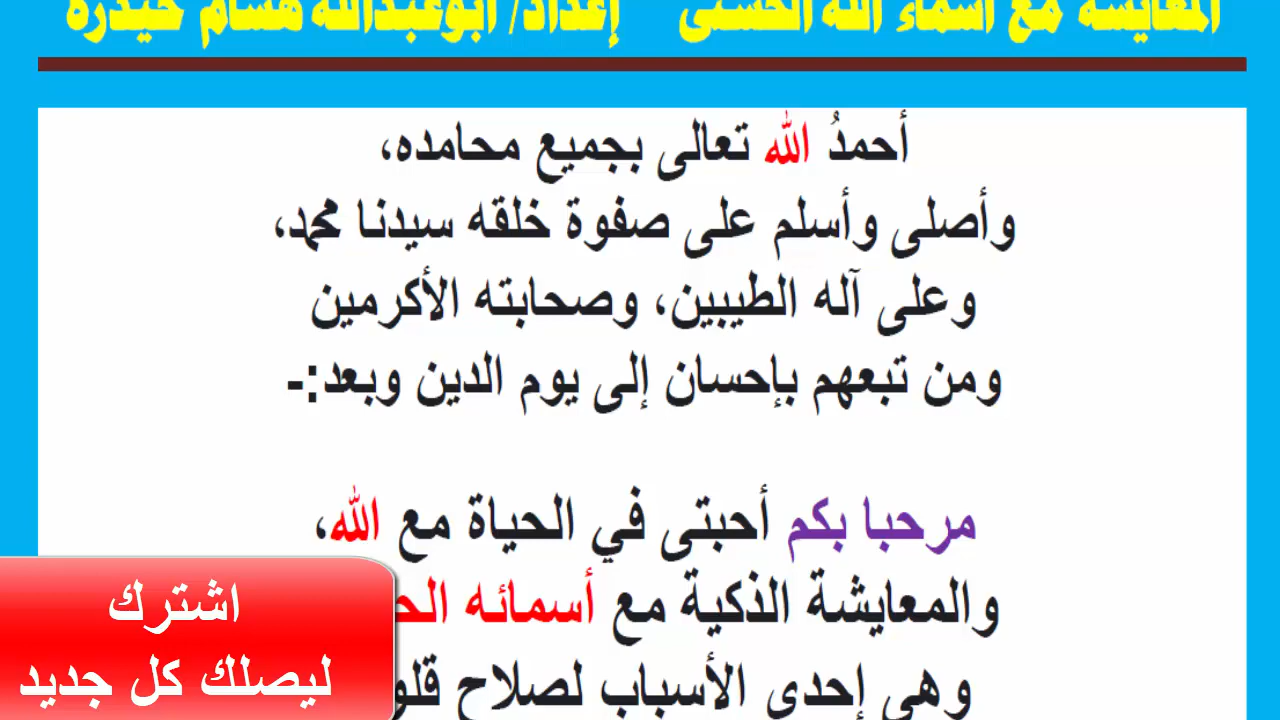 المعايشة مع أسماء الله الحسنى إعداد/ أبوعبدالله هشام حيدرة
أحمدُ الله تعالى بجميع محامده،
وأصلى وأسلم على صفوة خلقه سيدنا محمد،
وعلى آله الطيبين، وصحابته الأكرمين
ومن تبعهم بإحسان إلى يوم الدين وبعد:-
مرحبا بكم أحبتى في الحياة مع الله،
والمعايشة الذكية مع أسمائه
وهى إحدى الأسباب لصلاح
اشترك
ليصلك كل جديد